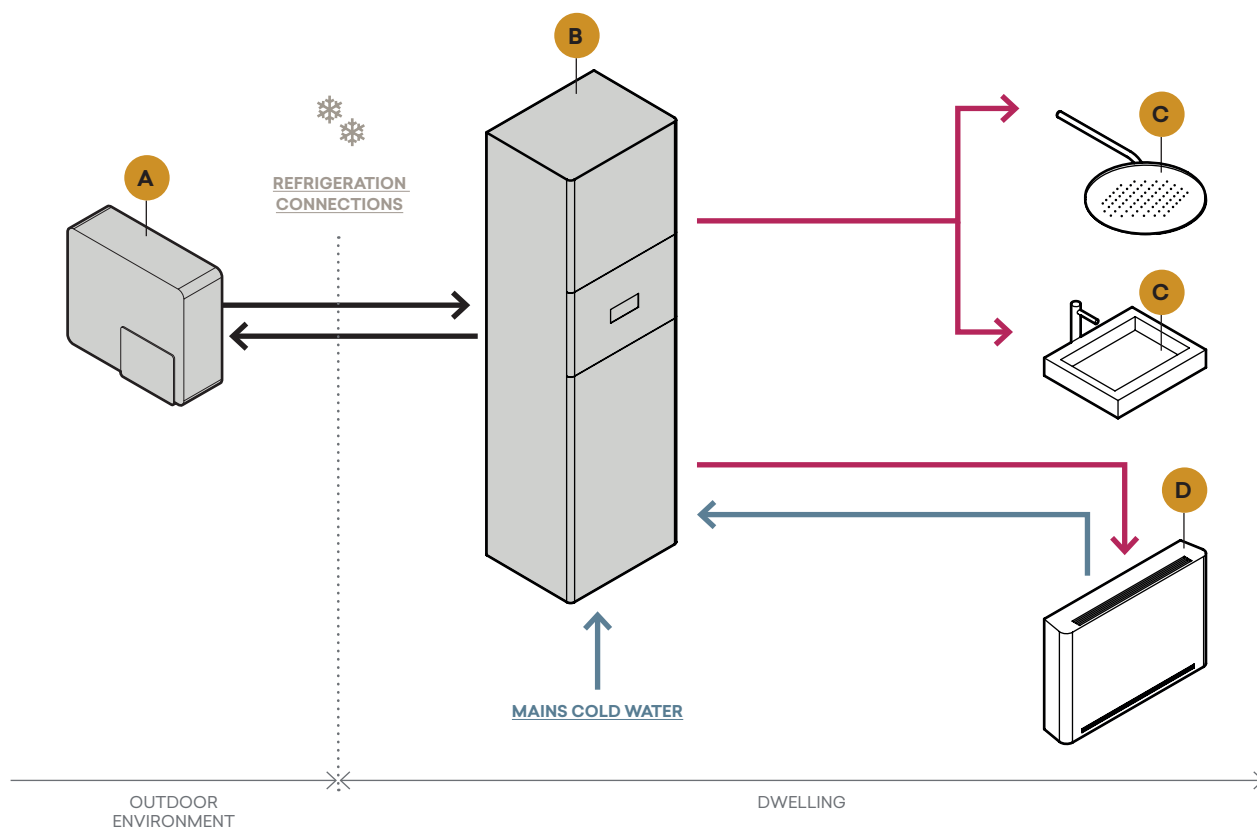 B
C
A
REFRIGERATION
CONNECTIONS
C
D
MAINS COLD WATER
OUTDOOR
ENVIRONMENT
DWELLING